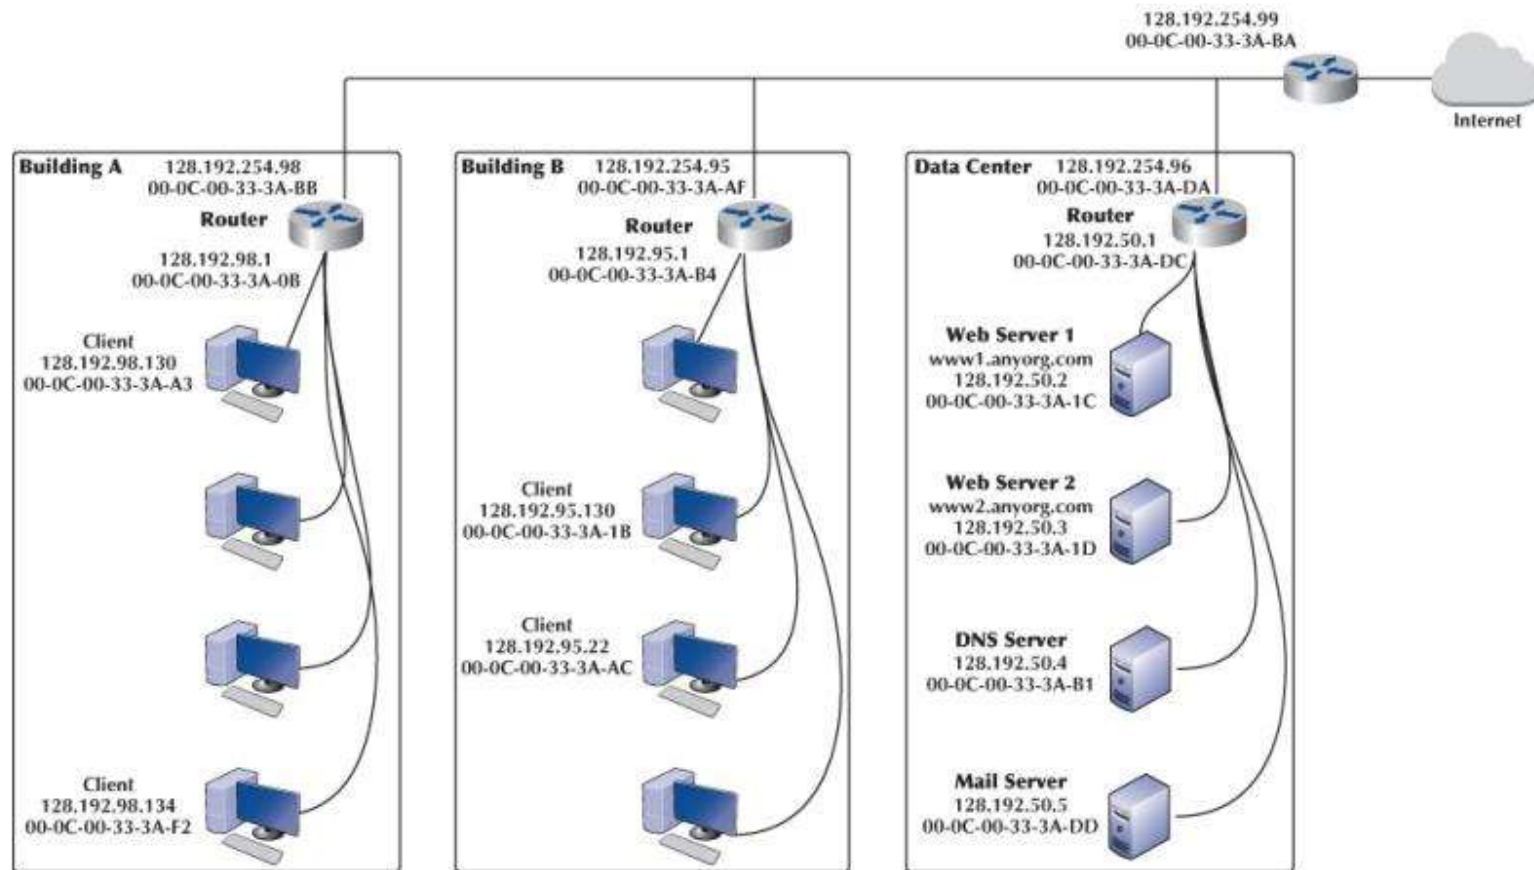 128.192.254.99
00-0C-00-33-3A-BA
Internet
Building A
128.192.254.98
00-0C-00-33-3A-BB
Router
128.192.98.1
00-0C-00-33-3A-0B
Client
128.192.98.130
00-0C-00-33-3A-A3
Client
128.192.98.134
00-0C-00-33-3A-F2
Building B
128.192.254.95
00-0C-00-33-3A-AF
Router
128.192.95.1
00-0C-00-33-3A-B4
Client
128.192.95.130
00-0C-00-33-3A-1B
Client
128.192.95.22
00-0C-00-33-3A-AC
Data Center
128.192.254.96
00-0C-00-33-3A-DA
Router
128.192.50.1
00-0C-00-33-3A-DC
Web Server 1
www1.anyorg.com
128.192.50.2
00-0C-00-33-3A-1C
Web Server 2
www2.anyorg.com
128.192.50.3
00-0C-00-33-3A-1D
DNS Server
128.192.50.4
00-0C-00-33-3A-B1
Mail Server
128.192.50.5
00-0C-00-33-3A-DD